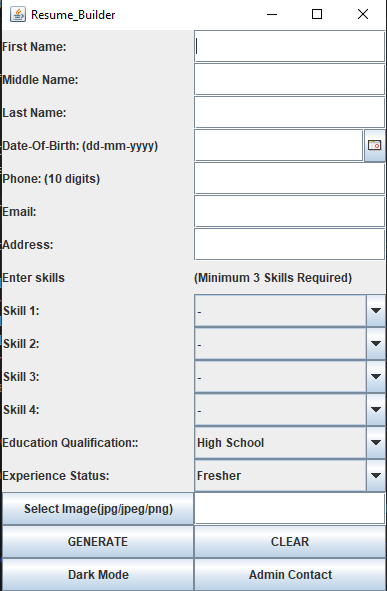 Resume_Builder
First Name:
Middle Name:
Last Name:
Date-Of-Birth: (dd-mm-yyyy)
Phone: (10 digits)
Email:
Address:
Enter skills (Minimum 3 Skills Required)
Skill 1: -
Skill 2: -
Skill 3: -
Skill 4: -
Education Qualification:: High School
Experience Status: Fresher
Select Image(jpg/jpeg/png)
GENERATE CLEAR
Dark Mode Admin Contact